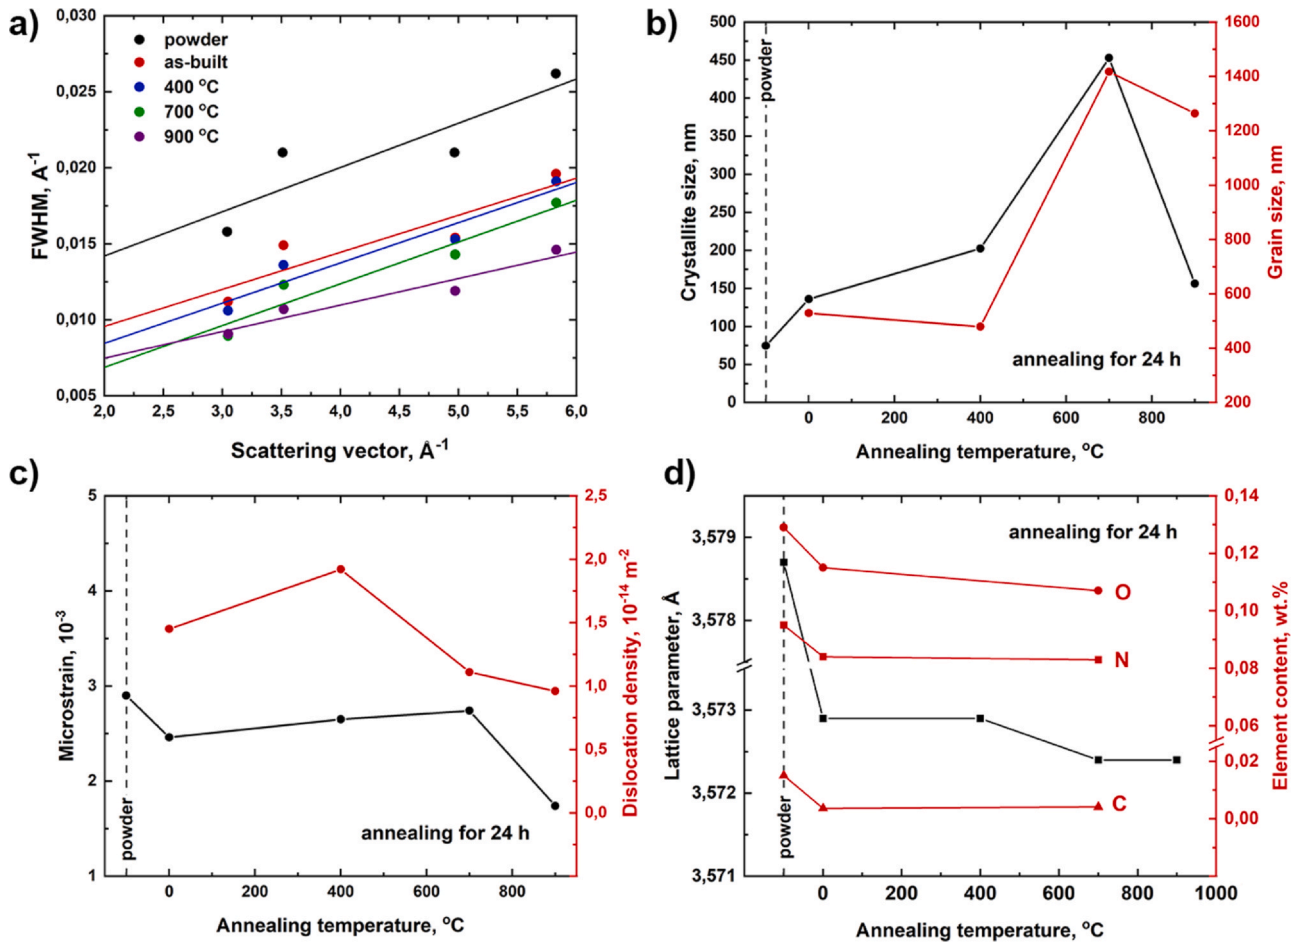 a)
0,030
0,025
0,020
0,015
0,010
0,005
FWHM, A⁻¹
powder
as-built
400 ºC
700 ºC
900 ºC
2,0 2,5 3,0 3,5 4,0 4,5 5,0 5,5 6,0
Scattering vector, Å⁻¹
b)
500
450
400
350
300
250
200
150
100
50
0
Crystallite size, nm
powder
1600
1400
1200
1000
800
600
400
200
Grain size, nm
annealing for 24 h
0 200 400 600 800
Annealing temperature, ºC
c)
5
4
3
2
1
Microstrain, 10⁻³
powder
2,5
2,0
1,5
1,0
0,5
0,0
Dislocation density, 10⁻¹⁴ m⁻²
annealing for 24 h
0 200 400 600 800
Annealing temperature, ºC
d)
3,579
3,578
3,573
3,572
3,571
Lattice parameter, Å
powder
annealing for 24 h
O
N
C
0,14
0,12
0,10
0,08
0,06
0,02
0,00
Element content, wt.%
0 200 400 600 800 1000
Annealing temperature, ºC